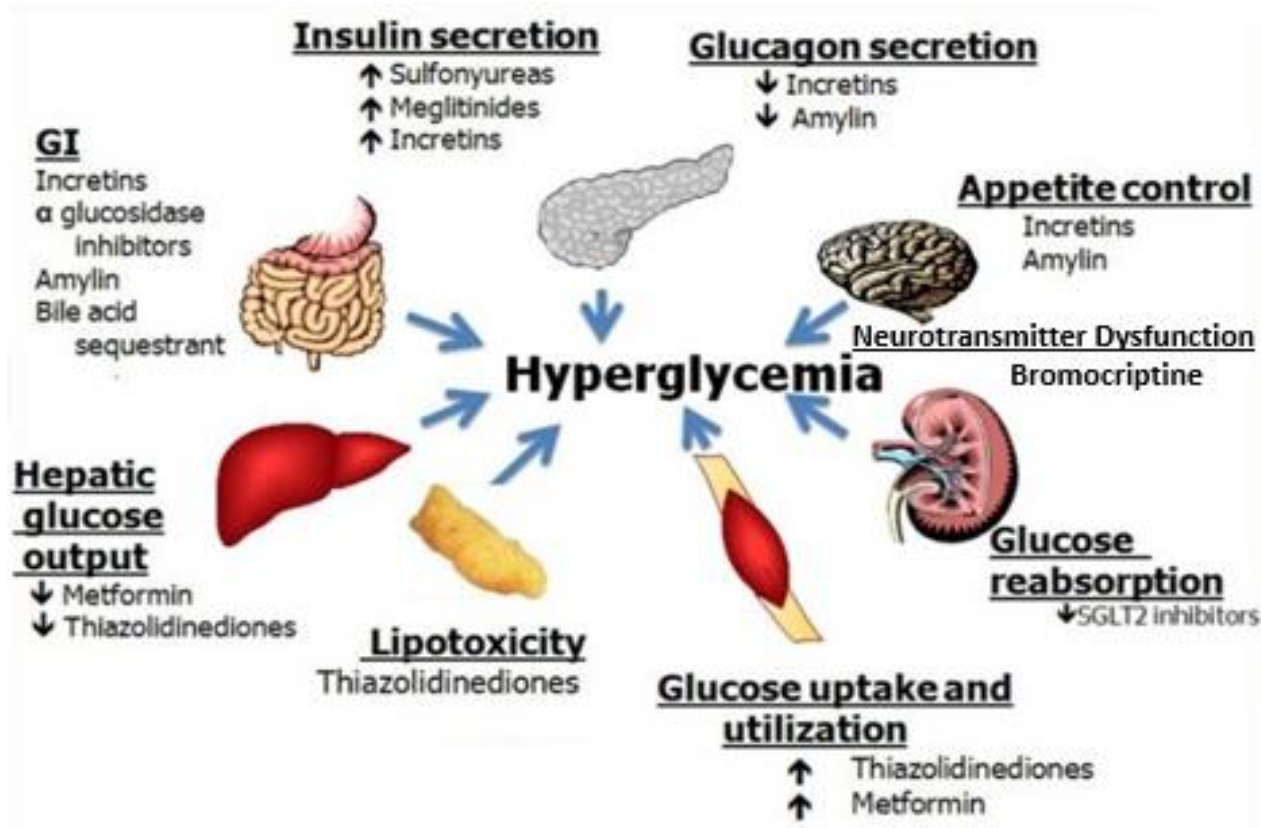 Insulin secretion
↑ Sulfonyureas
↑ Meglitinides
↑ Incretins
Glucagon secretion
↓ Incretins
↓ Amylin
GI
Incretins
α glucosidase
inhibitors
Amylin
Bile acid
sequestrant
Appetite control
Incretins
Amylin
Neurotransmitter Dysfunction
Bromocriptine
Hyperglycemia
Hepatic
glucose
output
↓ Metformin
↓ Thiazolidinediones
Lipotoxicity
Thiazolidinediones
Glucose uptake and
utilization
↑ Thiazolidinediones
↑ Metformin
Glucose
reabsorption
↓SGLT2 inhibitors